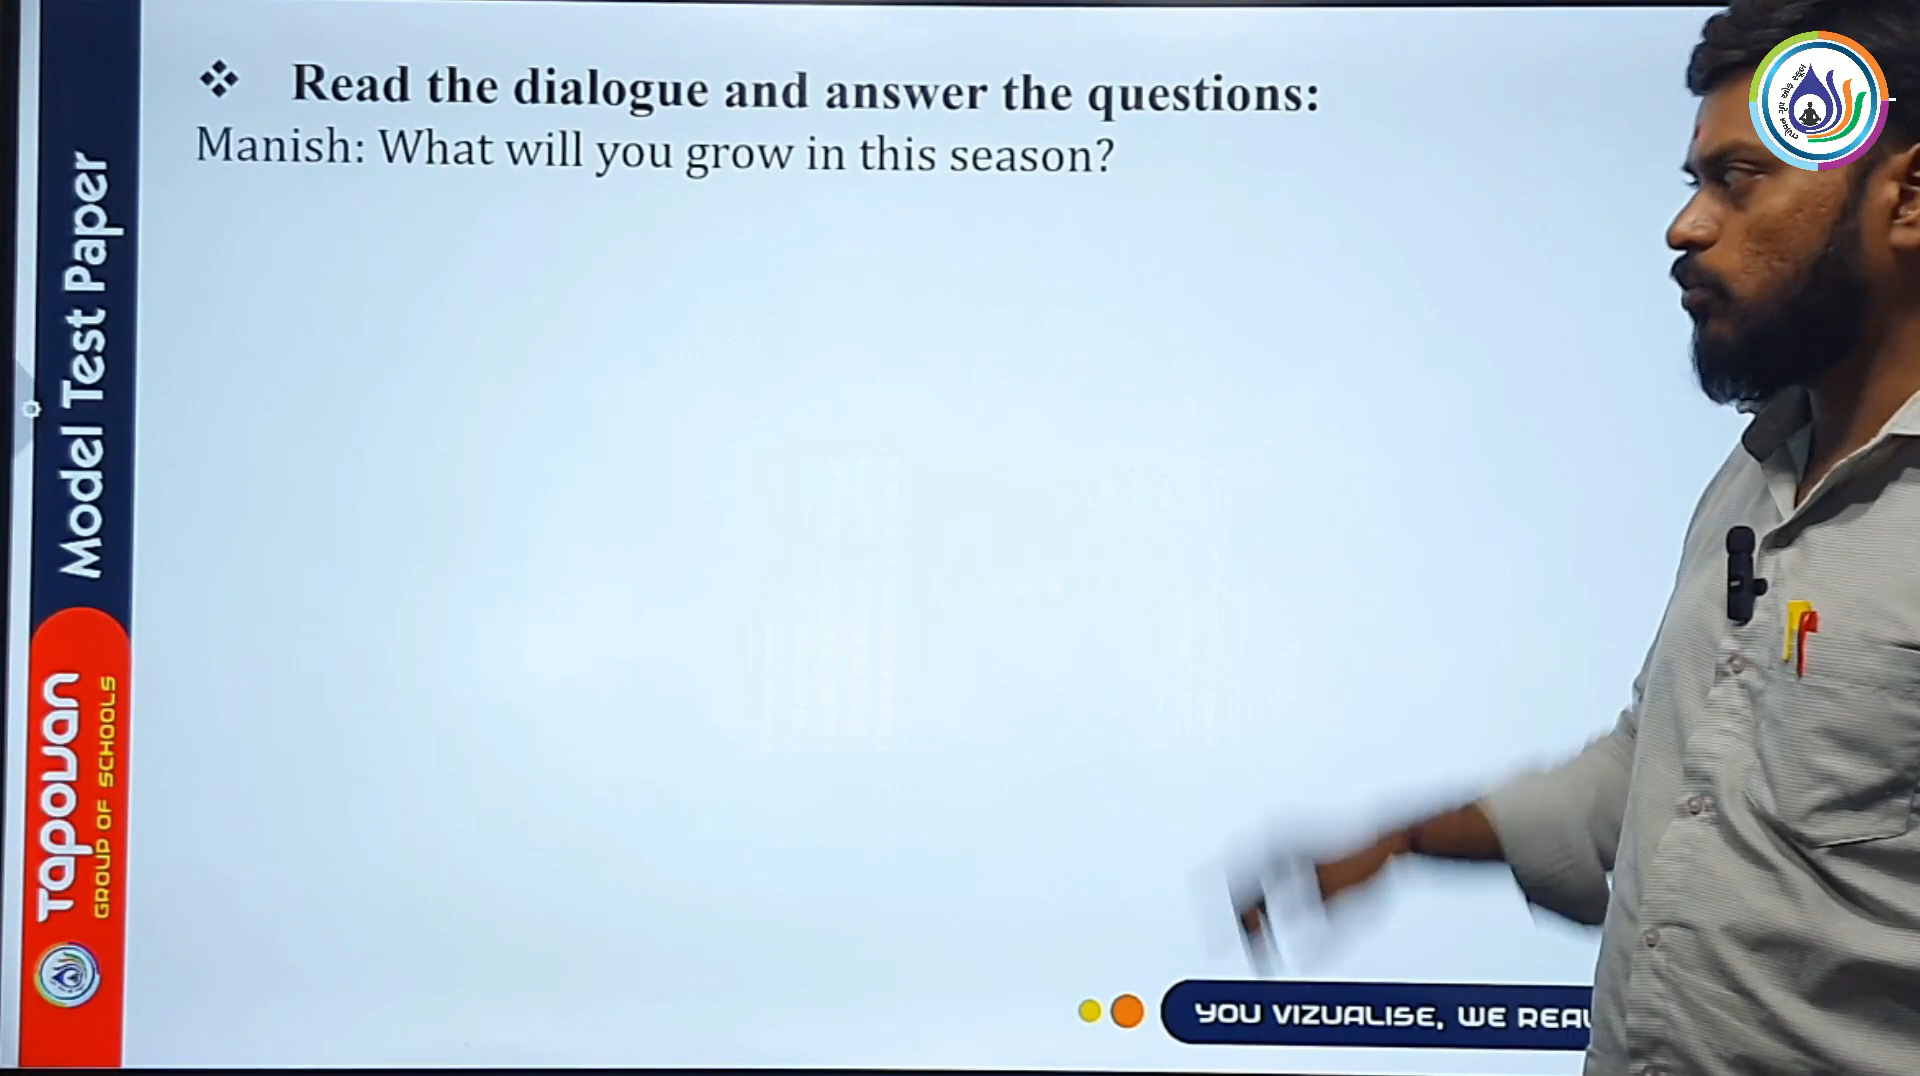 ❖ Read the dialogue and answer the questions:
Manish: What will you grow in this season?
Model Test Paper
Tapovan
GROUP OF SCHOOLS
YOU VIZUALISE, WE